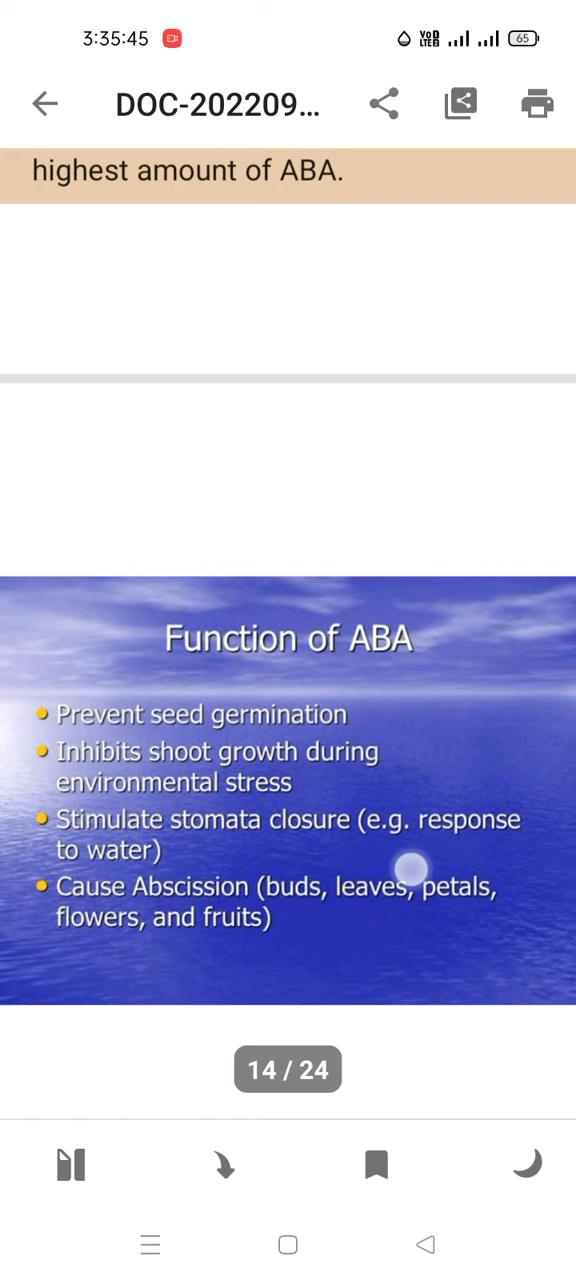 3:35:45
VoD
LTE2
65
DOC-202209...
highest amount of ABA.
Function of ABA
Prevent seed germination
Inhibits shoot growth during
environmental stress
Stimulate stomata closure (e.g. response
to water)
Cause Abscission (buds, leaves, petals,
flowers, and fruits)
14 / 24